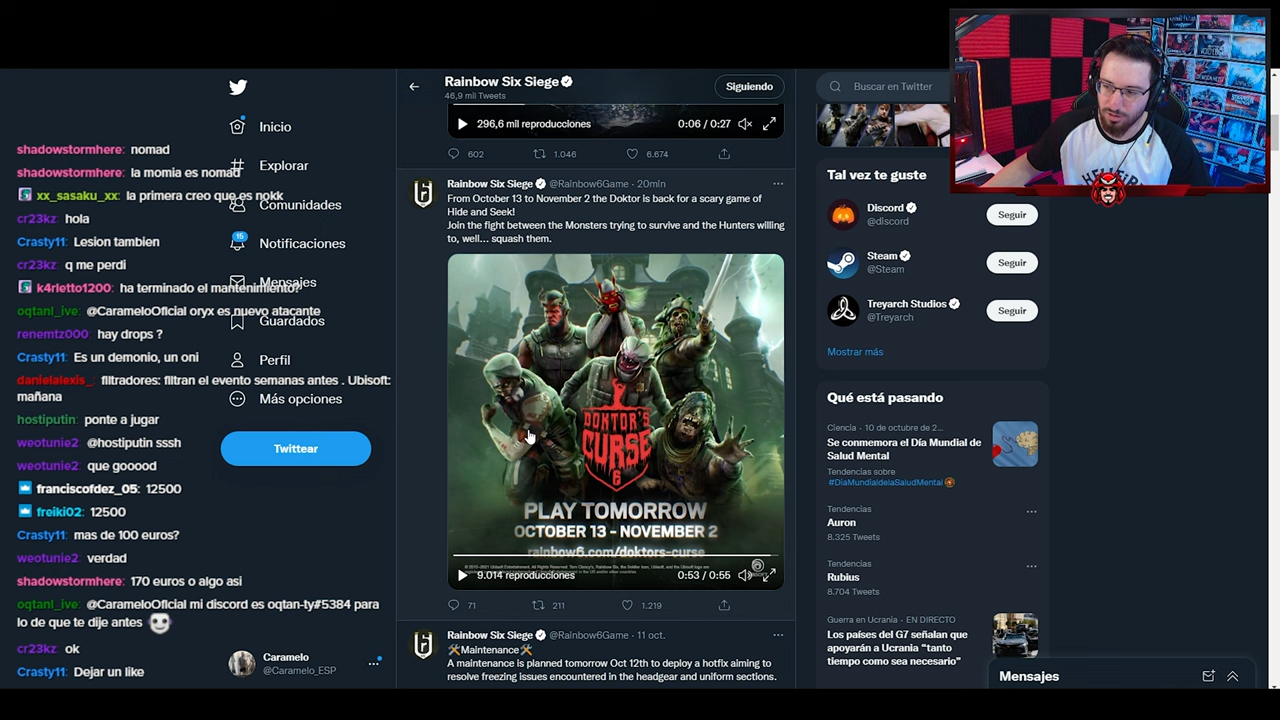 shadowstormhere: nomad
shadowstormhere: la momia es nomad
xx_sasaku_xx: la primera creo que es nokk
cr23kz: hola
Crasty11: Lesion tambien
cr23kz: q me perdi
k4rletto1200: ha terminado el mantenimiento?
oqtanl_ive: @CarameloOficial oryx es nuevo atacante
renemtz000: hay drops ?
Crasty11: Es un demonio, un oni
danielalexis_: filtradores: filtran el evento semanas antes . Ubisoft:
mañana
hostiputin: ponte a jugar
weotunie2: @hostiputin sssh
weotunie2: que gooood
franciscofdez_05: 12500
freiki02: 12500
Crasty11: mas de 100 euros?
weotunie2: verdad
shadowstormhere: 170 euros o algo asi
oqtanl_ive: @CarameloOficial mi discord es oqtan-ty#5384 para
lo de que te dije antes
cr23kz: ok
Crasty11: Dejar un like
Inicio
Explorar
Comunidades
15
Notificaciones
Mensajes
Guardados
Perfil
Más opciones
Twittear
Caramelo
@Caramelo_ESP
Rainbow Six Siege
46,9 mil Tweets
Siguiendo
296,6 mil reproducciones
0:06 / 0:27
602
1.046
6.674
Rainbow Six Siege @Rainbow6Game · 20min
From October 13 to November 2 the Doktor is back for a scary game of
Hide and Seek!
Join the fight between the Monsters trying to survive and the Hunters willing
to, well... squash them.
DOKTOR'S
CURSE
6
PLAY TOMORROW
OCTOBER 13 - NOVEMBER 2
rainbow6.com/doktors-curse
9.014 reproducciones
0:53 / 0:55
71
211
1.219
Rainbow Six Siege @Rainbow6Game · 11 oct.
🛠Maintenance🛠
A maintenance is planned tomorrow Oct 12th to deploy a hotfix aiming to
resolve freezing issues encountered in the headgear and uniform sections.
Buscar en Twitter
Tal vez te guste
Discord
@discord
Seguir
Steam
@Steam
Seguir
Treyarch Studios
@Treyarch
Seguir
Mostrar más
Qué está pasando
Ciencia · 10 de octubre de 2...
Se conmemora el Día Mundial de
Salud Mental
Tendencias sobre
#DíaMundialdelaSaludMental
Tendencias
Auron
8.325 Tweets
Tendencias
Rubius
8.704 Tweets
Guerra en Ucrania · EN DIRECTO
Los países del G7 señalan que
apoyarán a Ucrania "tanto
tiempo como sea necesario"
Mensajes